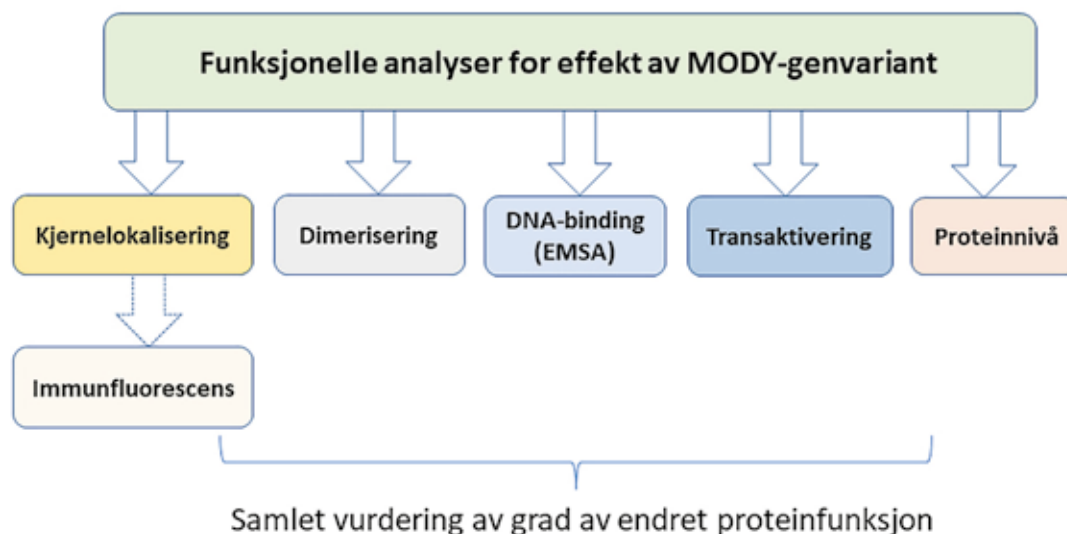 Funksjonelle analyser for effekt av MODY-genvariant
Kjernelokalisering
Dimerisering
DNA-binding
(EMSA)
Transaktivering
Proteinnivå
Immunfluorescens
Samlet vurdering av grad av endret proteinfunksjon